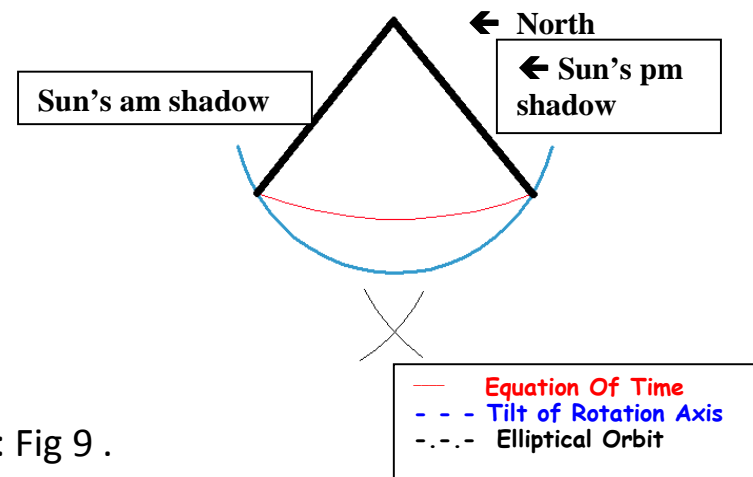 🡸 North
🡸 Sun's pm
shadow
Sun's am shadow
Equation Of Time
- - - Tilt of Rotation Axis
-.-.- Elliptical Orbit
: Fig 9 .